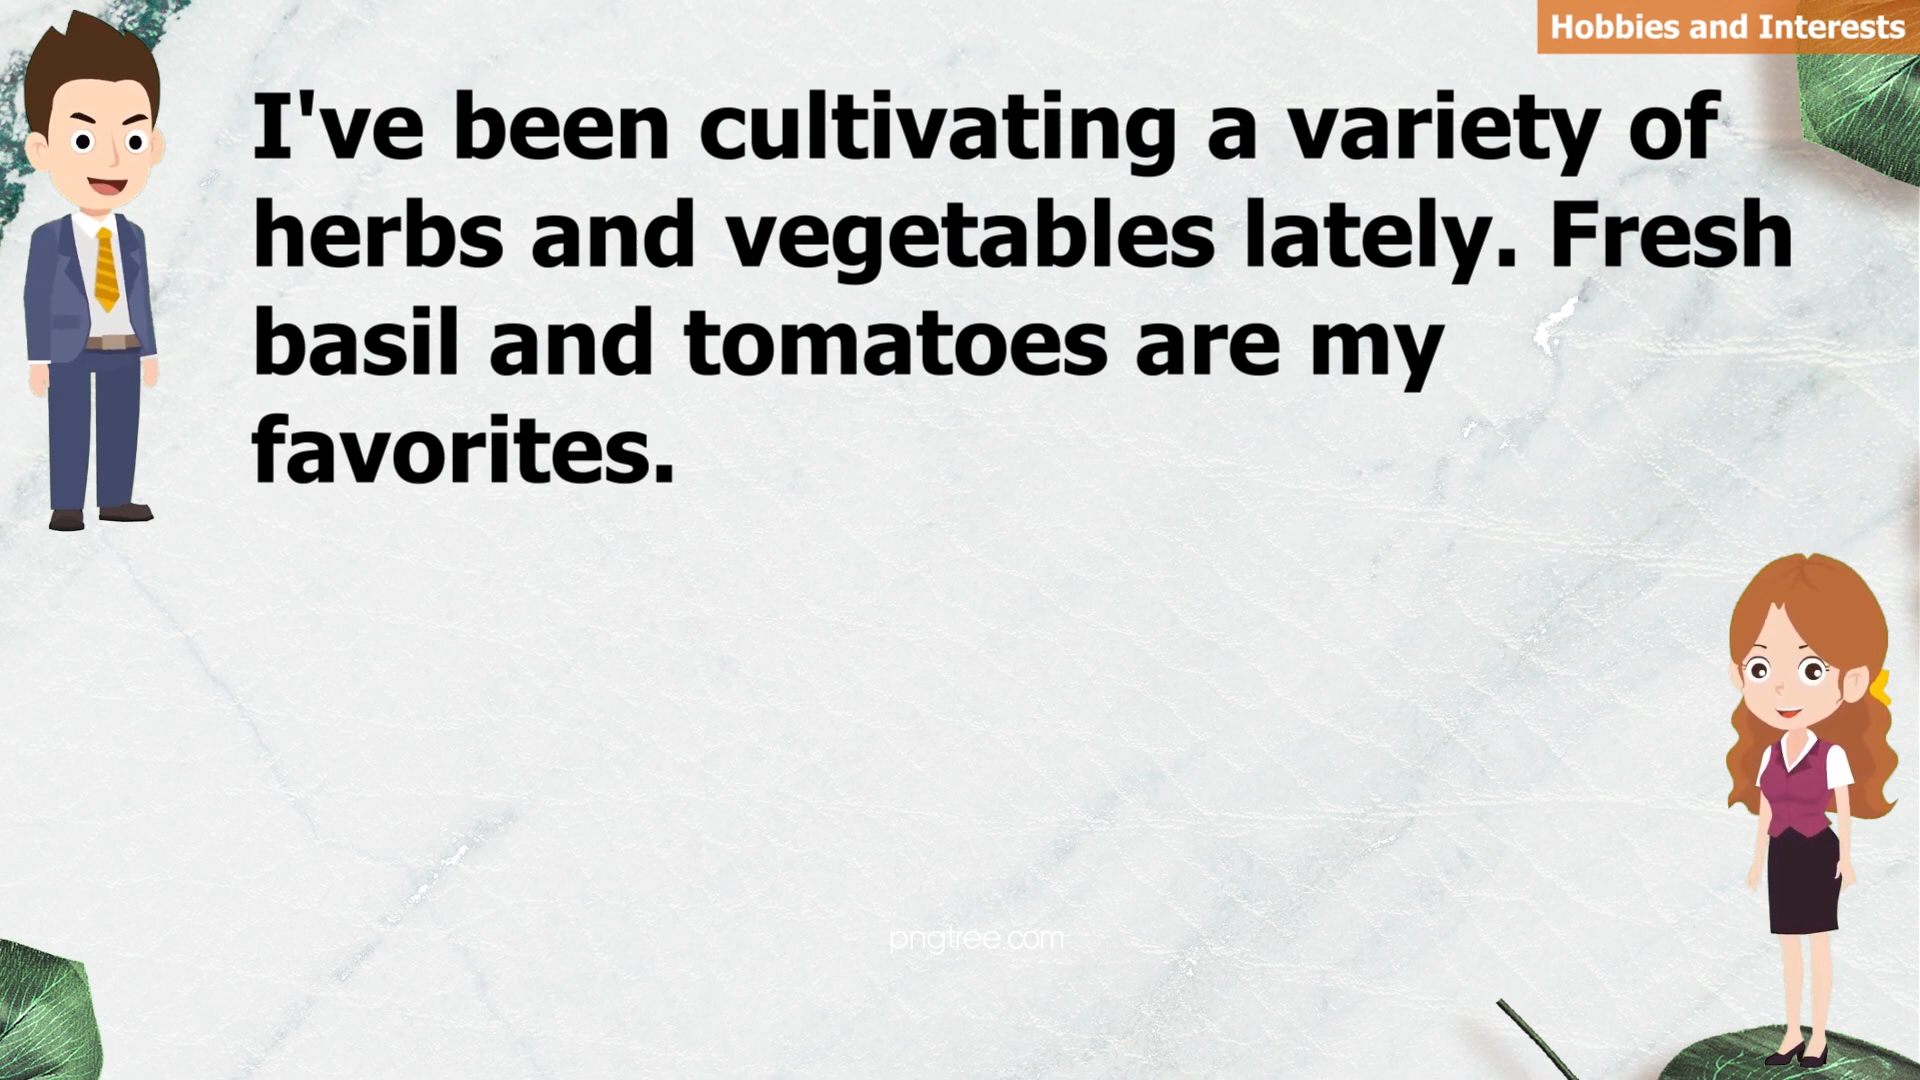 Hobbies and Interests
I've been cultivating a variety of
herbs and vegetables lately. Fresh
basil and tomatoes are my
favorites.
pngtree.com